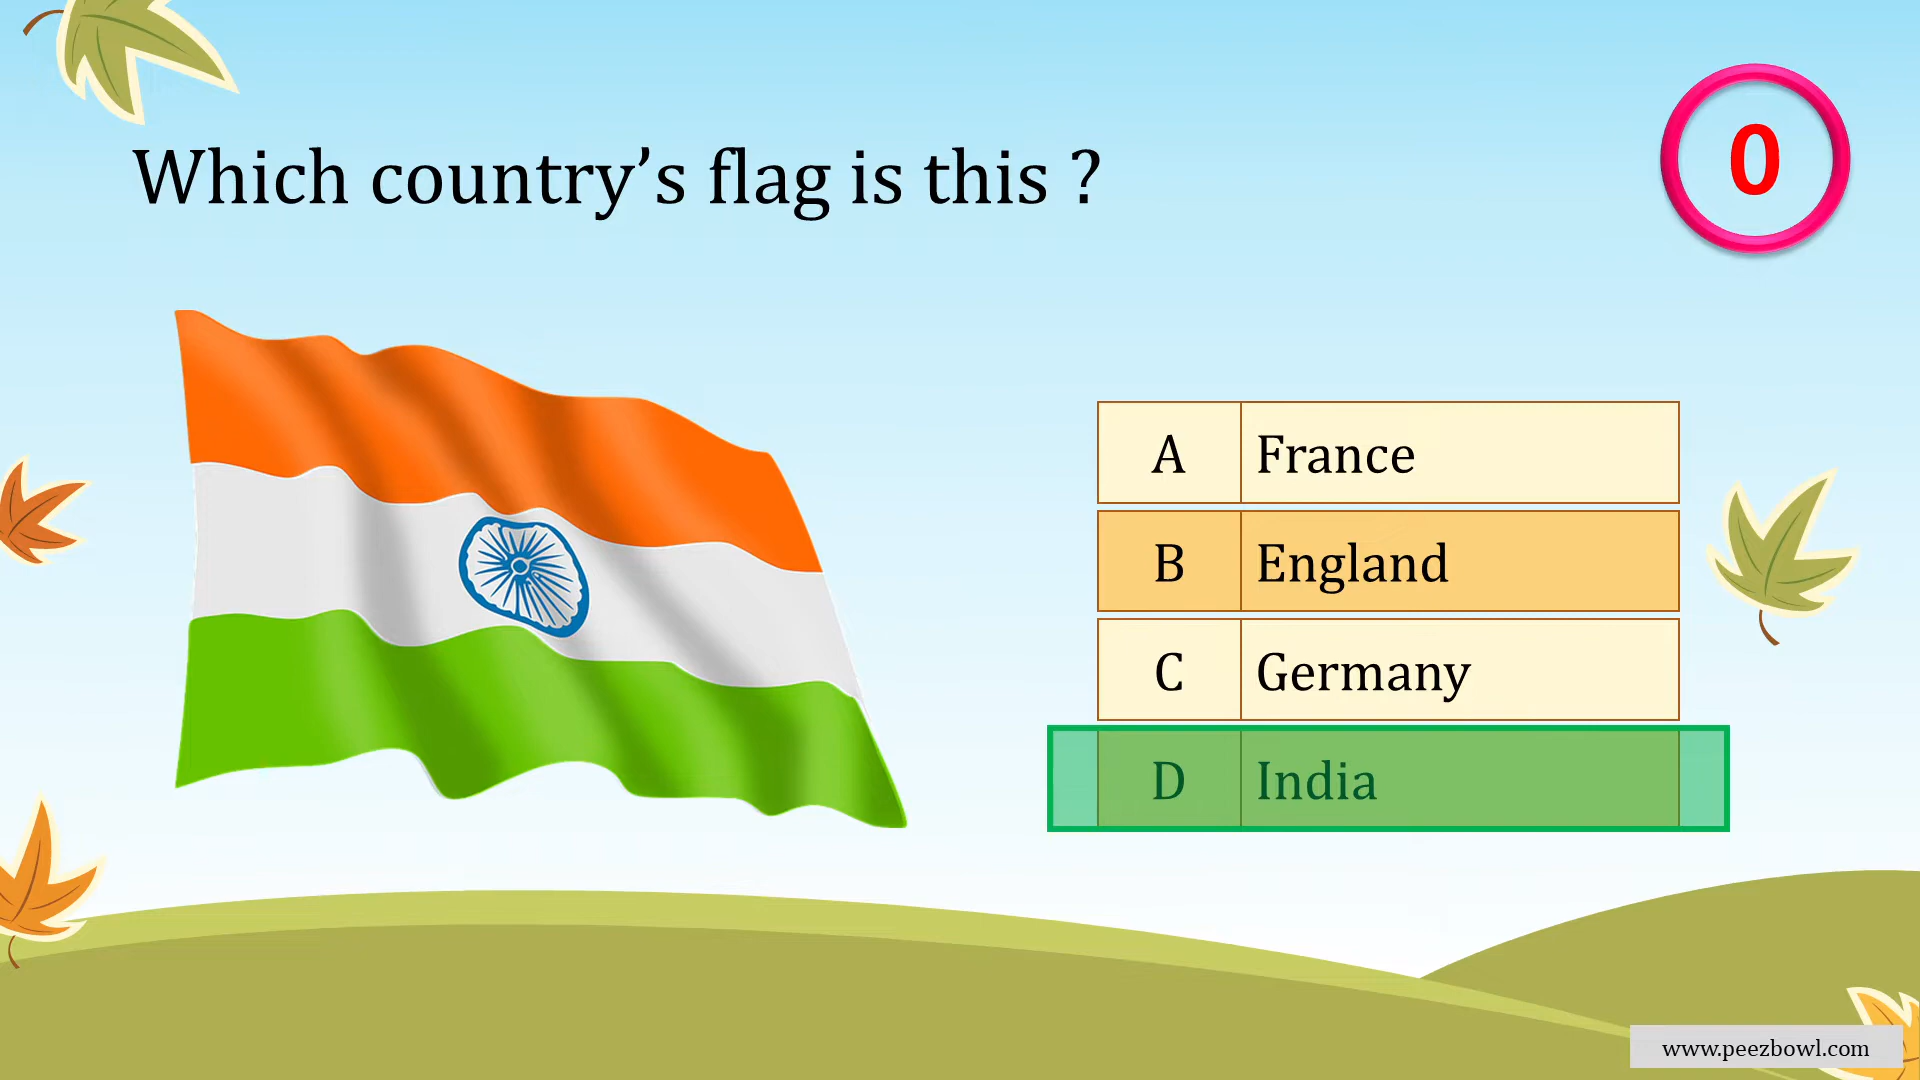 Which country’s flag is this ?
0
A France
B England
C Germany
D India
www.peezbowl.com